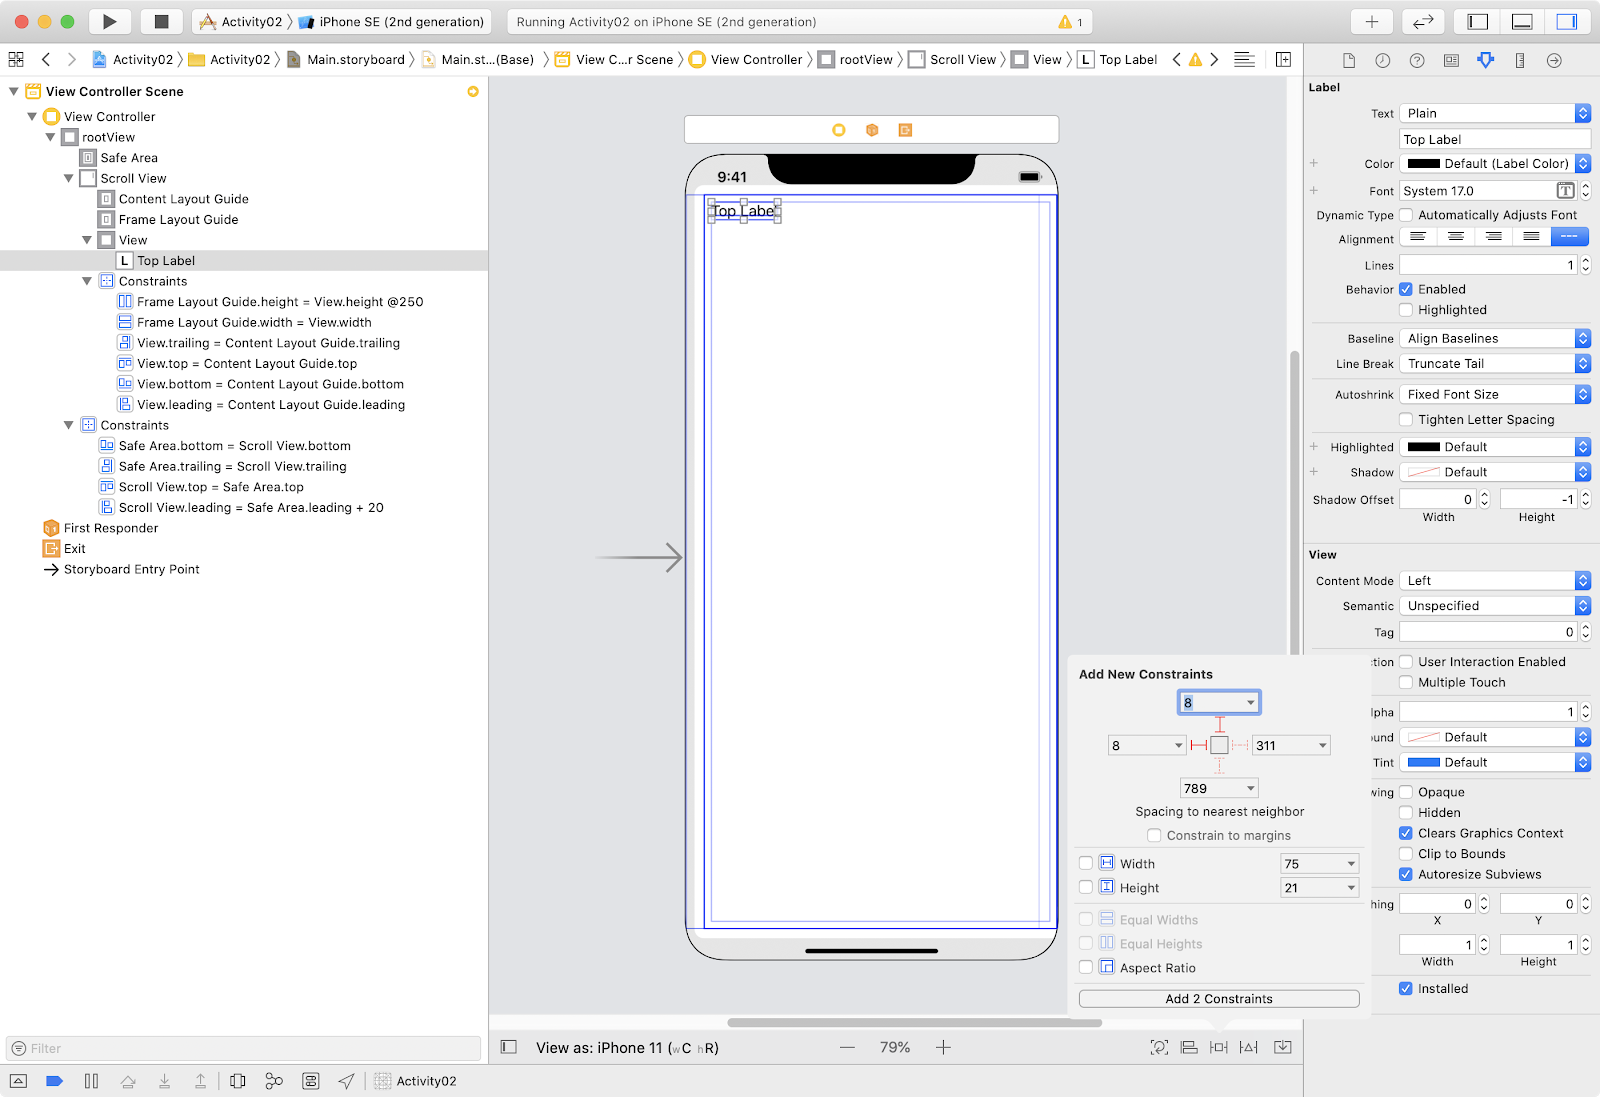 Activity02 iPhone SE (2nd generation)
Running Activity02 on iPhone SE (2nd generation) 1
Activity02 Activity02 Main.storyboard Main.st...(Base) View C...r Scene View Controller rootView Scroll View View L Top Label
View Controller Scene
View Controller
rootView
Safe Area
Scroll View
Content Layout Guide
Frame Layout Guide
View
L Top Label
Constraints
Frame Layout Guide.height = View.height @250
Frame Layout Guide.width = View.width
View.trailing = Content Layout Guide.trailing
View.top = Content Layout Guide.top
View.bottom = Content Layout Guide.bottom
View.leading = Content Layout Guide.leading
Constraints
Safe Area.bottom = Scroll View.bottom
Safe Area.trailing = Scroll View.trailing
Scroll View.top = Safe Area.top
Scroll View.leading = Safe Area.leading + 20
First Responder
Exit
Storyboard Entry Point
Filter
Activity02
9:41
Top Label
View as: iPhone 11 (wC hR)
79%
Add New Constraints
8
8 311
789
Spacing to nearest neighbor
Constrain to margins
Width 75
Height 21
Equal Widths
Equal Heights
Aspect Ratio
Add 2 Constraints
Label
Text Plain
Top Label
Color Default (Label Color)
Font System 17.0 T
Dynamic Type Automatically Adjusts Font
Alignment
Lines 1
Behavior Enabled
Highlighted
Baseline Align Baselines
Line Break Truncate Tail
Autoshrink Fixed Font Size
Tighten Letter Spacing
Highlighted Default
Shadow Default
Shadow Offset 0 -1
Width Height
View
Content Mode Left
Semantic Unspecified
Tag 0
ction User Interaction Enabled
Multiple Touch
lpha 1
und Default
Tint Default
wing Opaque
Hidden
Clears Graphics Context
Clip to Bounds
Autoresize Subviews
hing 0 0
X Y
1 1
Width Height
Installed